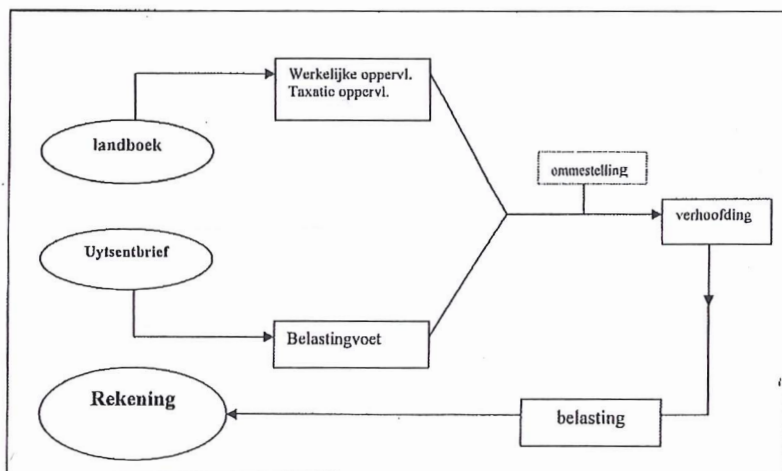 landboek
Werkelijke oppervl.
Taxatie oppervl.
Uytsentbrief
Belastingvoet
ommestelling
verhoofding
belasting
Rekening